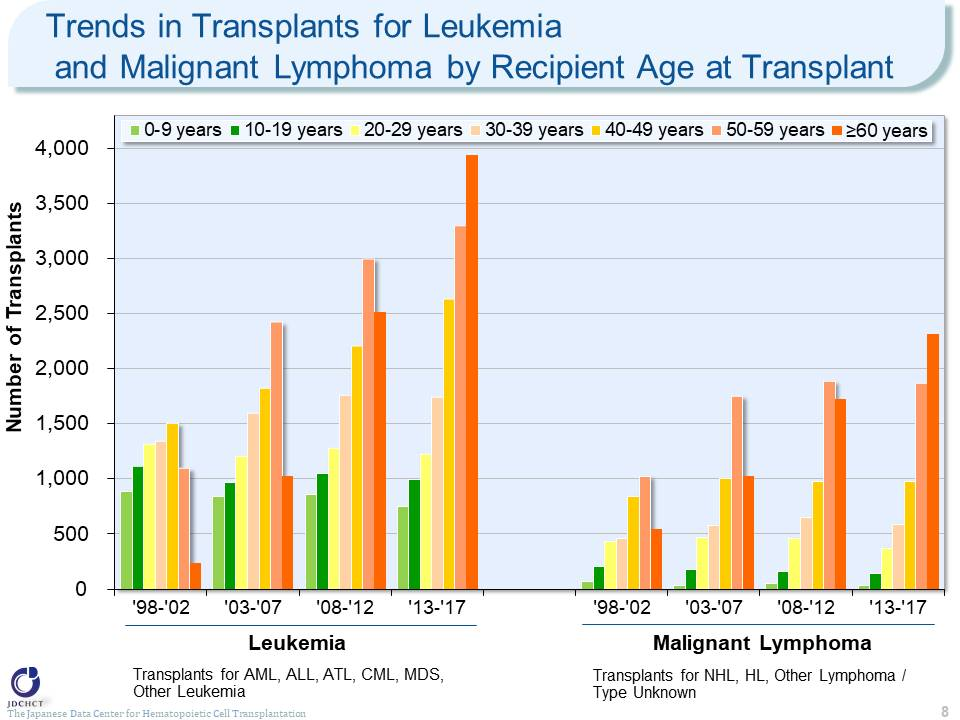 Trends in Transplants for Leukemia
and Malignant Lymphoma by Recipient Age at Transplant
0-9 years 10-19 years 20-29 years 30-39 years 40-49 years 50-59 years ≥60 years
Number of Transplants
4,000
3,500
3,000
2,500
2,000
1,500
1,000
500
0
'98-'02 '03-'07 '08-'12 '13-'17 '98-'02 '03-'07 '08-'12 '13-'17
Leukemia
Malignant Lymphoma
Transplants for AML, ALL, ATL, CML, MDS,
Other Leukemia
Transplants for NHL, HL, Other Lymphoma /
Type Unknown
JDCHCT
The Japanese Data Center for Hematopoietic Cell Transplantation
8